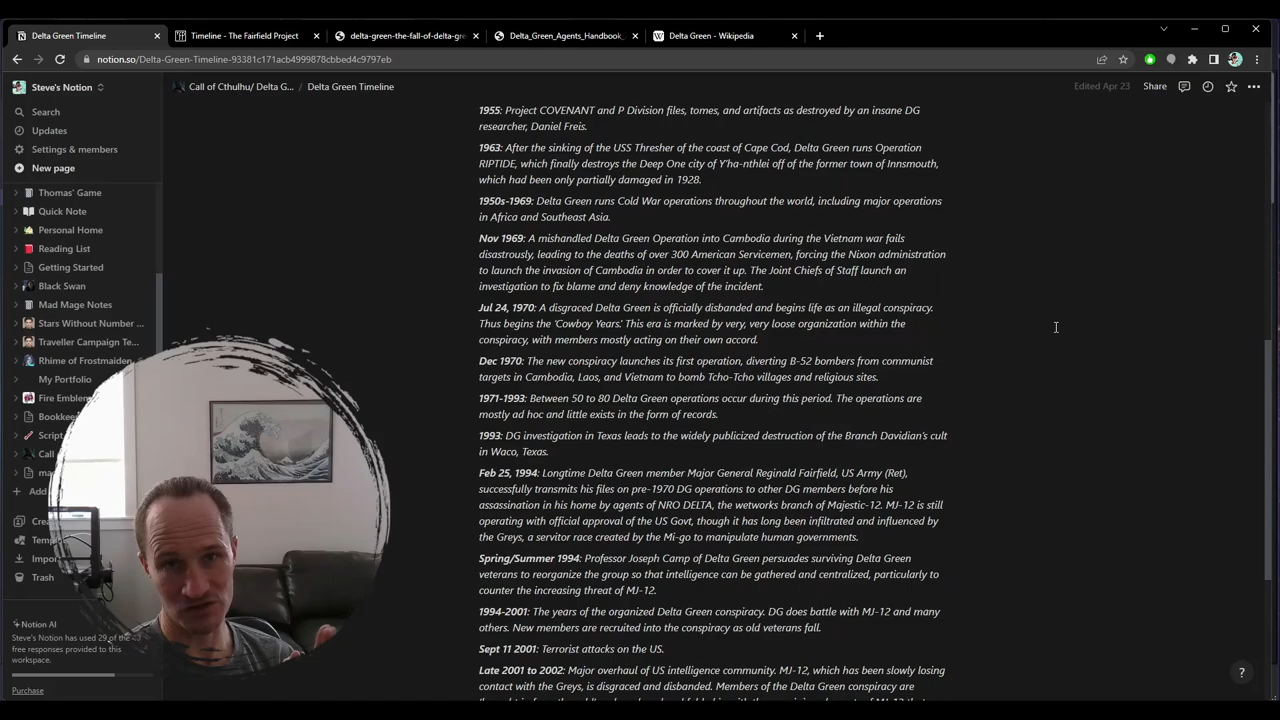 Delta Green Timeline
Timeline - The Fairfield Project
delta-green-the-fall-of-delta-gre
Delta_Green_Agents_Handbook_
Delta Green - Wikipedia
notion.so/Delta-Green-Timeline-93381c171acb4999878cbbed4c9797eb
Steve's Notion
Call of Cthulhu/ Delta G... / Delta Green Timeline
Edited Apr 23
Share
Search
Updates
Settings & members
New page
Thomas' Game
Quick Note
Personal Home
Reading List
Getting Started
Black Swan
Mad Mage Notes
Stars Without Number ...
Traveller Campaign Te...
Rhime of Frostmaiden
My Portfolio
Fire Emblem
Bookkee
Script
Call
Add
Trash
Notion AI
Steve's Notion has used 29 of the
free responses provided to this
workspace.
Purchase
1955: Project COVENANT and P Division files, tomes, and artifacts as destroyed by an insane DG
researcher, Daniel Freis.
1963: After the sinking of the USS Thresher of the coast of Cape Cod, Delta Green runs Operation
RIPTIDE, which finally destroys the Deep One city of Y'ha-nthlei off of the former town of Innsmouth,
which had been only partially damaged in 1928.
1950s-1969: Delta Green runs Cold War operations throughout the world, including major operations
in Africa and Southeast Asia.
Nov 1969: A mishandled Delta Green Operation into Cambodia during the Vietnam war fails
disastrously, leading to the deaths of over 300 American Servicemen, forcing the Nixon administration
to launch the invasion of Cambodia in order to cover it up. The Joint Chiefs of Staff launch an
investigation to fix blame and deny knowledge of the incident.
Jul 24, 1970: A disgraced Delta Green is officially disbanded and begins life as an illegal conspiracy.
Thus begins the 'Cowboy Years.' This era is marked by very, very loose organization within the
conspiracy, with members mostly acting on their own accord.
Dec 1970: The new conspiracy launches its first operation, diverting B-52 bombers from communist
targets in Cambodia, Laos, and Vietnam to bomb Tcho-Tcho villages and religious sites.
1971-1993: Between 50 to 80 Delta Green operations occur during this period. The operations are
mostly ad hoc and little exists in the form of records.
1993: DG investigation in Texas leads to the widely publicized destruction of the Branch Davidian's cult
in Waco, Texas.
Feb 25, 1994: Longtime Delta Green member Major General Reginald Fairfield, US Army (Ret),
successfully transmits his files on pre-1970 DG operations to other DG members before his
assassination in his home by agents of NRO DELTA, the wetworks branch of Majestic-12. MJ-12 is still
operating with official approval of the US Govt, though it has long been infiltrated and influenced by
the Greys, a servitor race created by the Mi-go to manipulate human governments.
Spring/Summer 1994: Professor Joseph Camp of Delta Green persuades surviving Delta Green
veterans to reorganize the group so that intelligence can be gathered and centralized, particularly to
counter the increasing threat of MJ-12.
1994-2001: The years of the organized Delta Green conspiracy. DG does battle with MJ-12 and many
others. New members are recruited into the conspiracy as old veterans fall.
Sept 11 2001: Terrorist attacks on the US.
Late 2001 to 2002: Major overhaul of US intelligence community. MJ-12, which has been slowly losing
contact with the Greys, is disgraced and disbanded. Members of the Delta Green conspiracy are